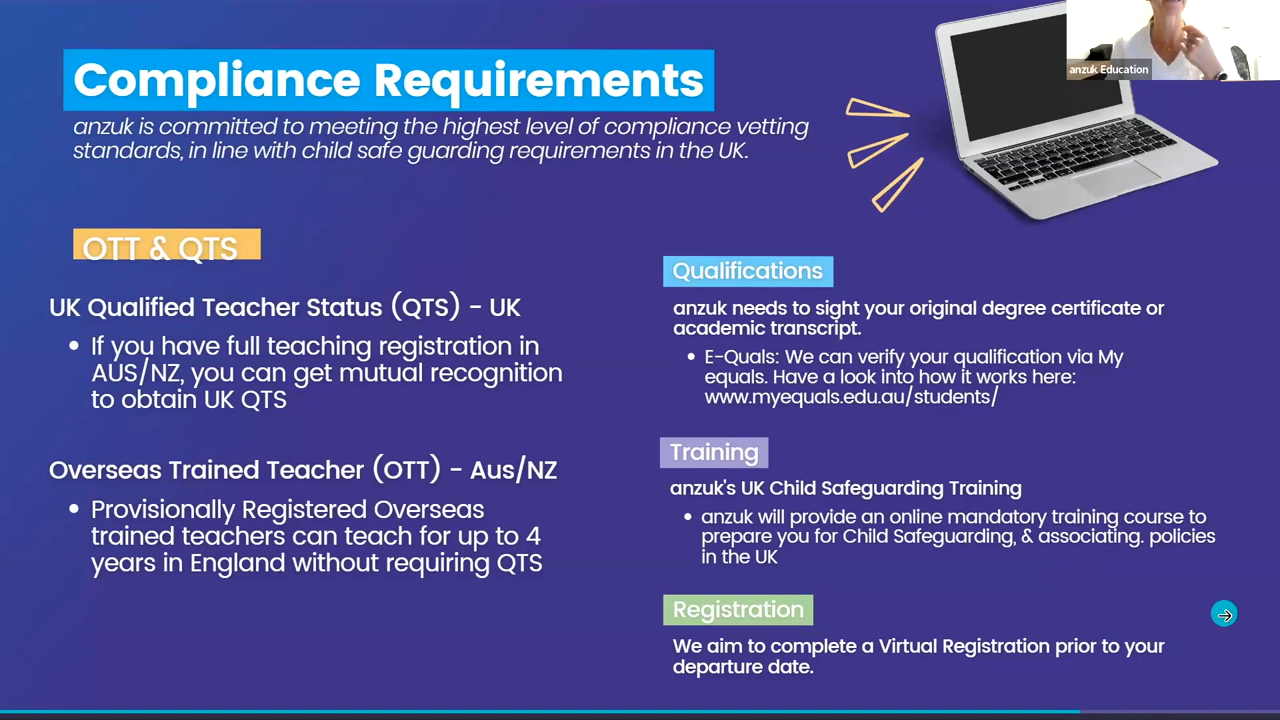 Compliance Requirements
anzuk is committed to meeting the highest level of compliance vetting
standards, in line with child safe guarding requirements in the UK.
anzuk Education
OTT & QTS
UK Qualified Teacher Status (QTS) - UK
• If you have full teaching registration in
AUS/NZ, you can get mutual recognition
to obtain UK QTS
Overseas Trained Teacher (OTT) - Aus/NZ
• Provisionally Registered Overseas
trained teachers can teach for up to 4
years in England without requiring QTS
Qualifications
anzuk needs to sight your original degree certificate or
academic transcript.
• E-Quals: We can verify your qualification via My
equals. Have a look into how it works here:
www.myequals.edu.au/students/
Training
anzuk's UK Child Safeguarding Training
• anzuk will provide an online mandatory training course to
prepare you for Child Safeguarding, & associating. policies
in the UK
Registration
We aim to complete a Virtual Registration prior to your
departure date.